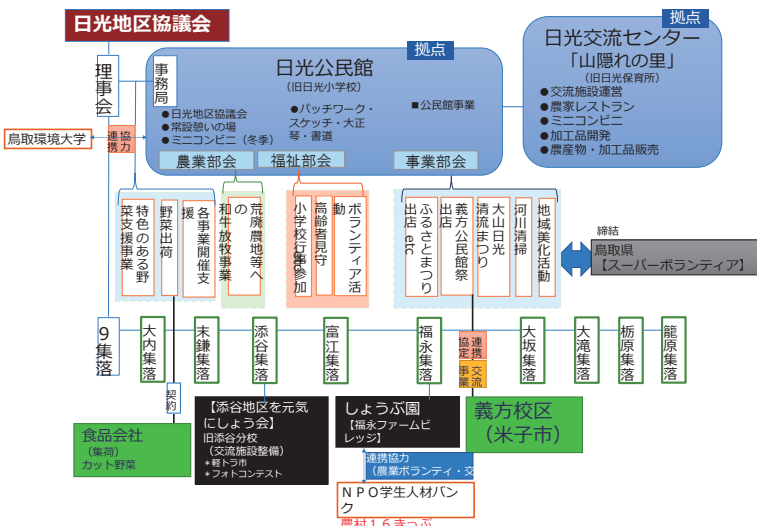 日光地区協議会
拠点
日光公民館
(旧日光小学校)
●日光地区協議会
●常設憩いの場
●ミニコンビニ（冬季）
●パッチワーク・
スケッチ・大正
琴・書道
■公民館事業
拠点
日光交流センター
「山隠れの里」
(旧日光保育所)
●交流施設運営
●農家レストラン
●ミニコンビニ
●加工品開発
●農産物・加工品販売
理事会
事務局
鳥取環境大学
連携
協力
農業部会
福祉部会
事業部会
特色のある野
菜支援事業
野菜出荷
各事業開催支
援
荒廃農地等へ
の
和牛放牧事業
小学校行事参加
高齢者見守
ボランティア活
動
ふるさとまつり
出店 etc
義方公民館祭
出店
大山日光
清流まつり
河川清掃
地域美化活動
締結
鳥取県
【スーパーボランティア】
9集落
大内集落
末鎌集落
添谷集落
富江集落
福永集落
大坂集落
大滝集落
栃原集落
籠原集落
連携
協定
交流
事業
契約
食品会社
(集荷)
カット野菜
【添谷地区を元気
にしょう会】
旧添谷分校
（交流施設整備）
＊軽トラ市
＊フォトコンテスト
しょうぶ園
【福永ファームビ
レッジ】
義方校区
（米子市）
連携協力
（農業ボランティ・交
ＮＰＯ学生人材バン
ク
農村１６きっぷ